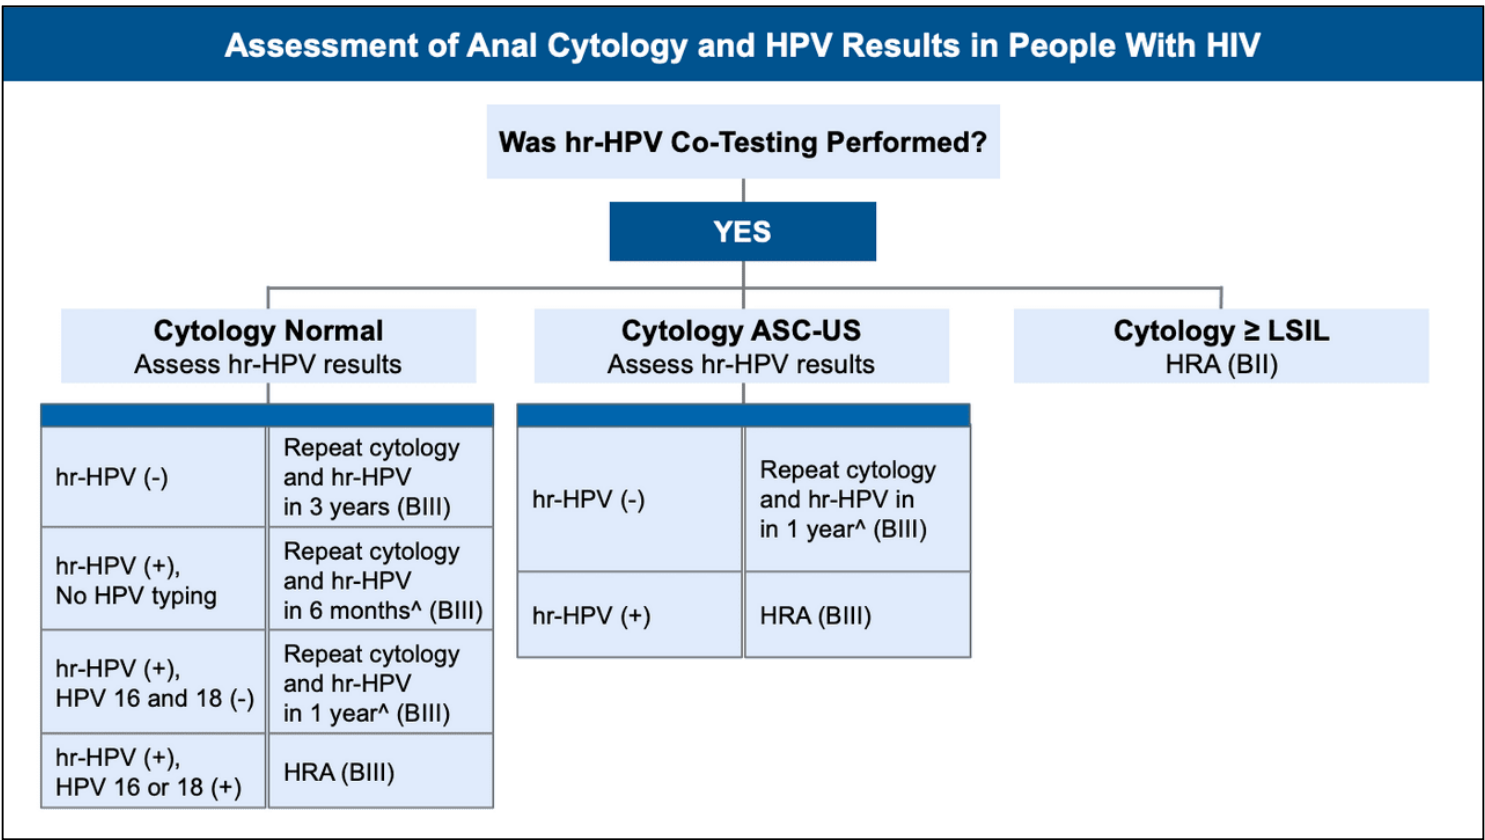 Assessment of Anal Cytology and HPV Results in People With HIV
Was hr-HPV Co-Testing Performed?
YES
Cytology Normal
Assess hr-HPV results
hr-HPV (-)
Repeat cytology
and hr-HPV
in 3 years (BIII)
hr-HPV (+),
No HPV typing
Repeat cytology
and hr-HPV
in 6 months^ (BIII)
hr-HPV (+),
HPV 16 and 18 (-)
Repeat cytology
and hr-HPV
in 1 year^ (BIII)
hr-HPV (+),
HPV 16 or 18 (+)
HRA (BIII)
Cytology ASC-US
Assess hr-HPV results
hr-HPV (-)
Repeat cytology
and hr-HPV in
in 1 year^ (BIII)
hr-HPV (+)
HRA (BIII)
Cytology ≥ LSIL
HRA (BII)